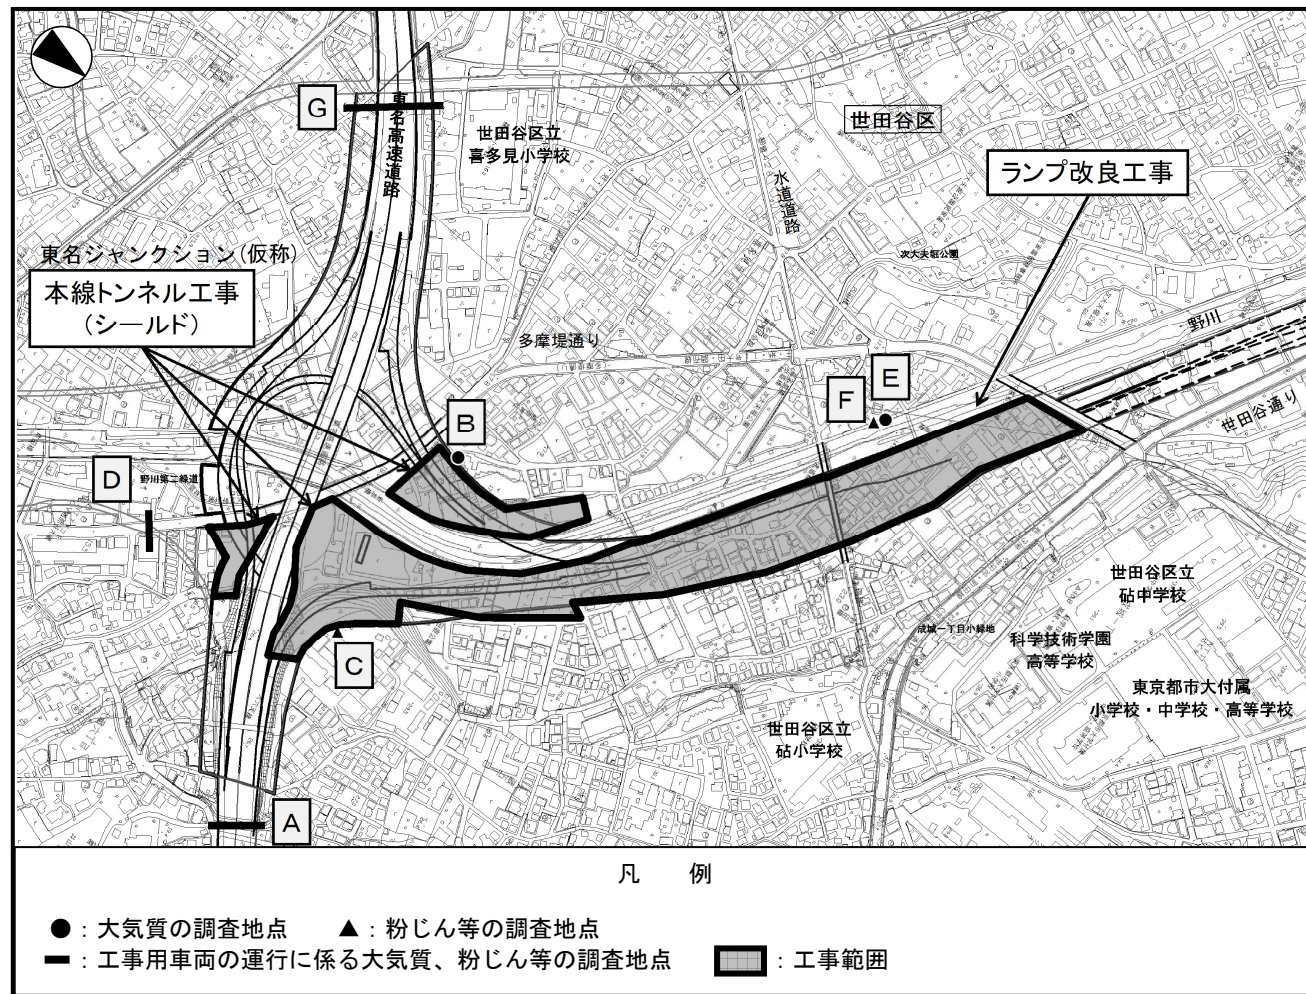 G
東名高速道路
世田谷区立
喜多見小学校
世田谷区
水道道路
ランプ改良工事
次大夫堀公園
東名ジャンクション(仮称)
本線トンネル工事
(シールド)
多摩堤通り
野川
世田谷通り
E
F
B
D
野川第二緑道
C
世田谷区立
砧中学校
成城一丁目小緑地
科学技術学園
高等学校
東京都市大付属
小学校・中学校・高等学校
世田谷区立
砧小学校
A
凡 例
●：大気質の調査地点 ▲：粉じん等の調査地点
━：工事用車両の運行に係る大気質、粉じん等の調査地点 ：工事範囲